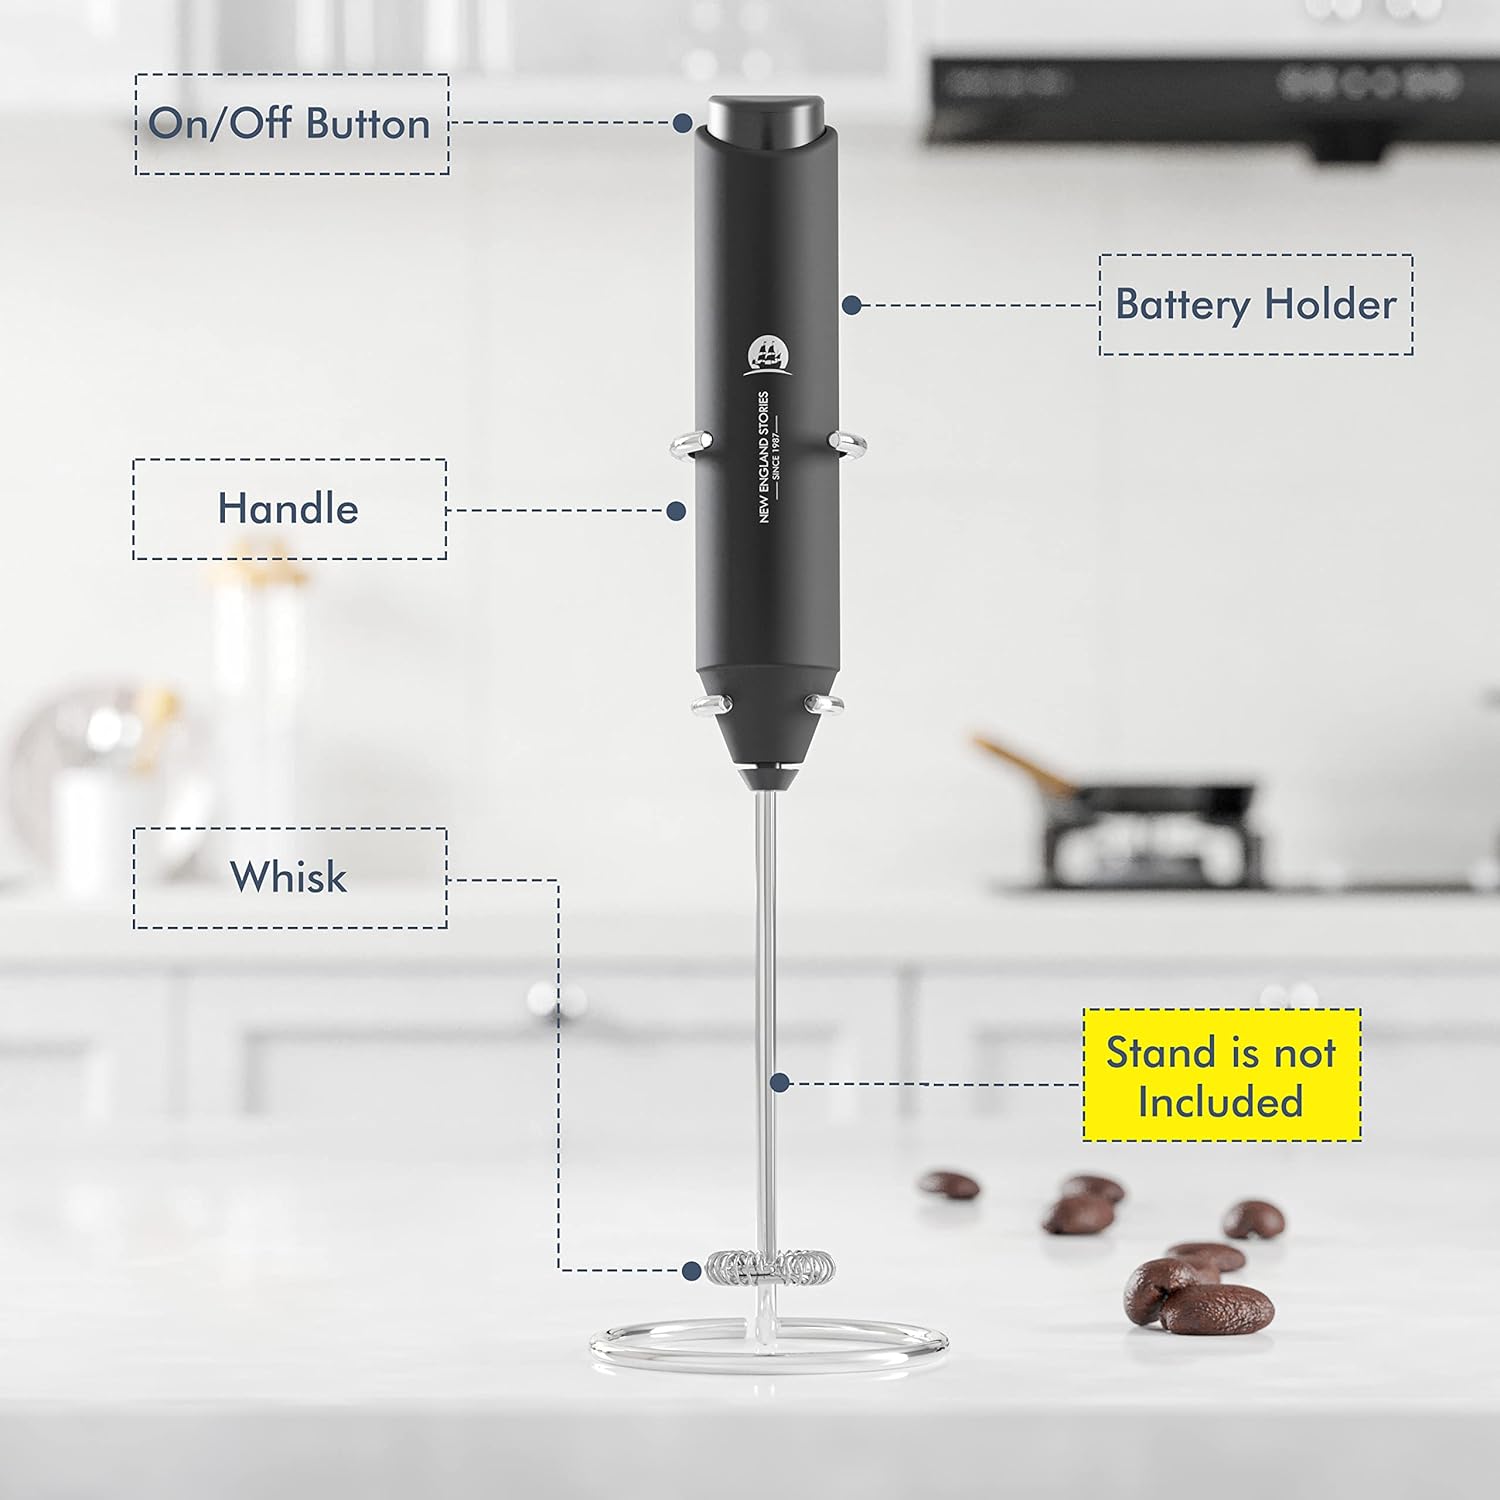 On/Off Button
Battery Holder
NEW ENGLAND STORIES
SINCE 1987
Handle
Whisk
Stand is not
Included